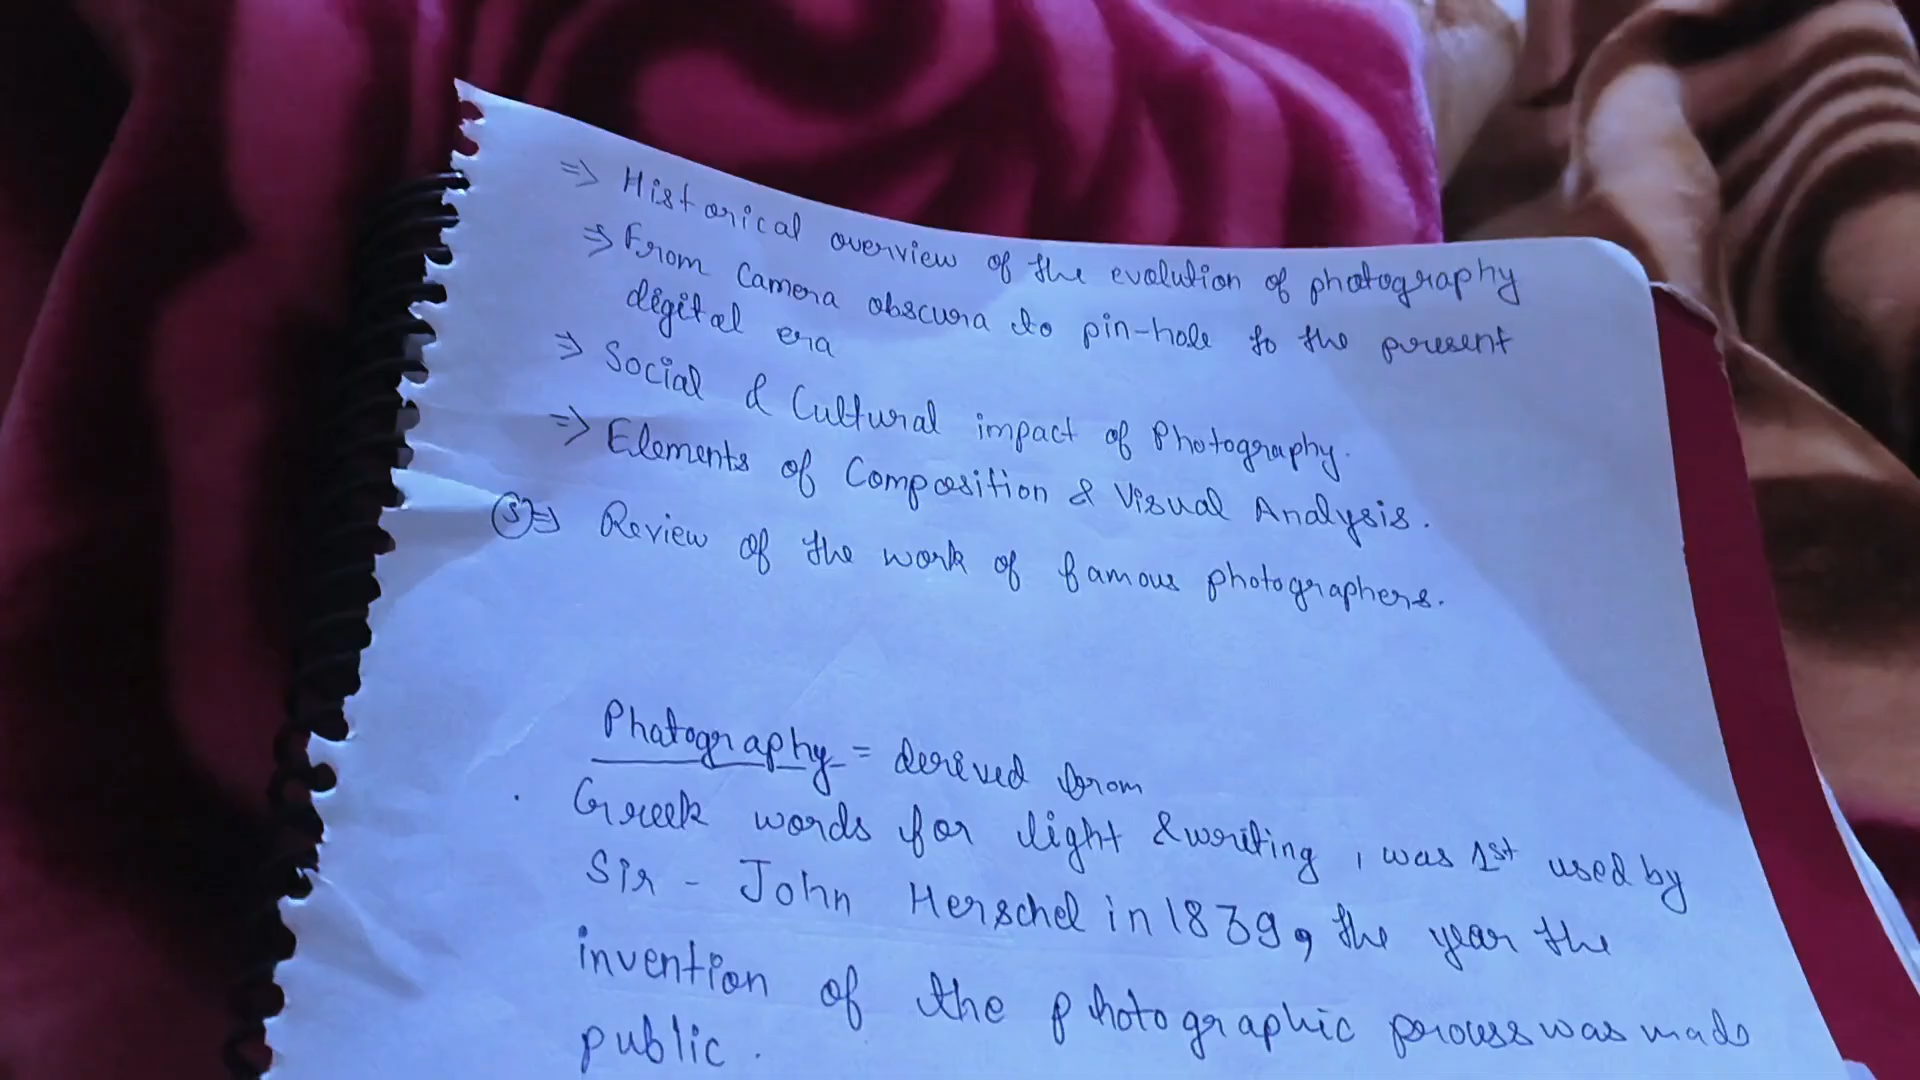 ⇒ Historical overview of the evolution of photography
⇒ From Camera obscura to pin-hole to the present
digital era
⇒ Social & Cultural impact of Photography.
⇒ Elements of Composition & Visual Analysis.
(5)⇒ Review of the work of famous photographers.
Photography = derived from
Greek words for light & writing, was 1st used by
Sir - John Herschel in 1839, the year the
invention of the photographic process was made
public.